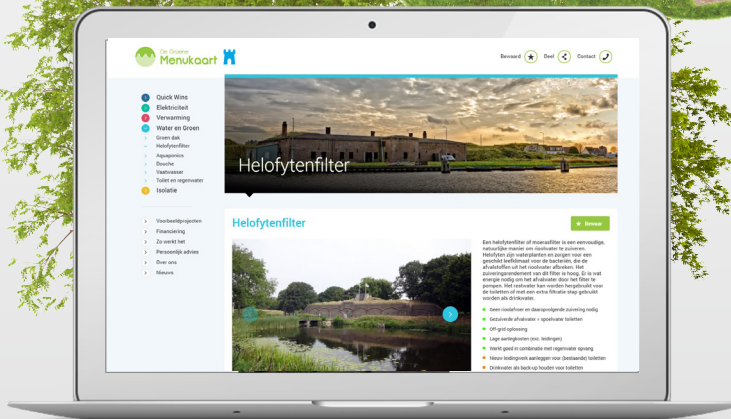 De Groene
Menukaart
Bewaard
Deel
Contact
Quick Wins
Elektriciteit
Verwarming
Water en Groen
Groen dak
Helofytenfilter
Aquaponics
Douche
Vaatwasser
Toilet en regenwater
Isolatie
Voorbeeldprojecten
Financiering
Zo werkt het
Persoonlijk advies
Over ons
Nieuws
Helofytenfilter
Helofytenfilter
Bewaar
Een helofytenfilter of moerasfilter is een eenvoudige,
natuurlijke manier om rioolwater te zuiveren.
Helofyten zijn waterplanten en zorgen voor een
geschikt leefklimaat voor de bacteriën, die de
afvalstoffen uit het rioolwater afbreken. Het
zuiveringsrendement van dit filter is hoog. Er is wat
energie nodig om het afvalwater door het filter te
pompen. Het restwater kan worden hergebruikt voor
de toiletten of met een extra filtratie stap gebruikt
worden als drinkwater.
Geen rioolafvoer en daaropvolgende zuivering nodig
Gezuiverde afvalwater = spoelwater toiletten
Off-grid oplossing
Lage aanlegkosten (exc. leidingen)
Werkt goed in combinatie met regenwater opvang
Nieuw leidingwerk aanleggen voor (bestaande) toiletten
Drinkwater als back-up houden voor toiletten